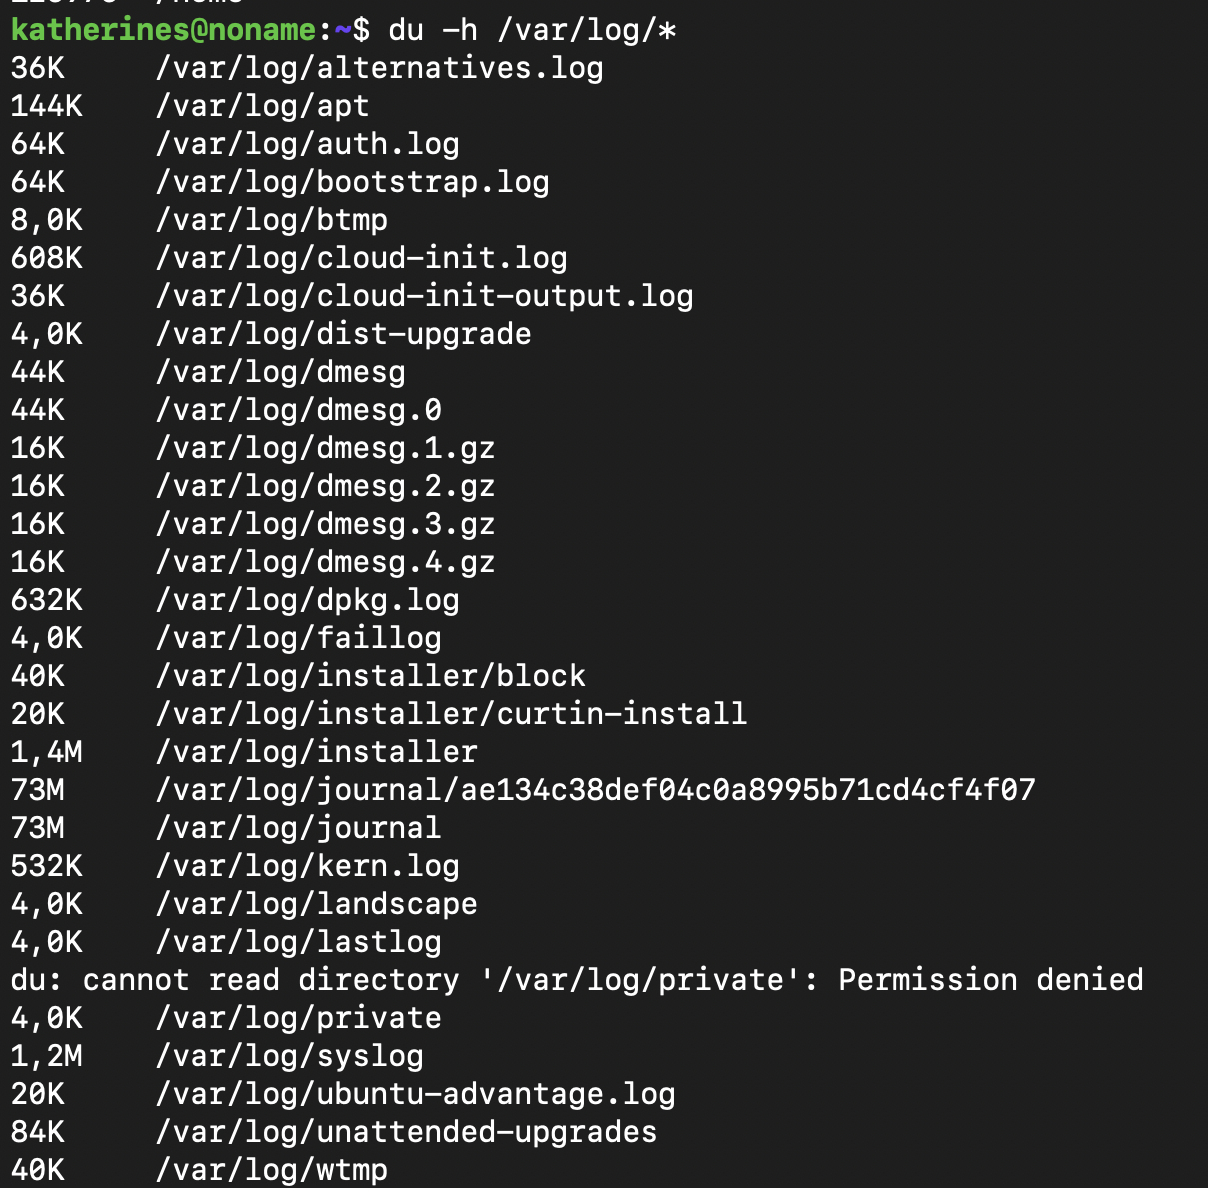 katherines@noname:~$ du -h /var/log/*
36K	/var/log/alternatives.log
144K	/var/log/apt
64K	/var/log/auth.log
64K	/var/log/bootstrap.log
8,0K	/var/log/btmp
608K	/var/log/cloud-init.log
36K	/var/log/cloud-init-output.log
4,0K	/var/log/dist-upgrade
44K	/var/log/dmesg
44K	/var/log/dmesg.0
16K	/var/log/dmesg.1.gz
16K	/var/log/dmesg.2.gz
16K	/var/log/dmesg.3.gz
16K	/var/log/dmesg.4.gz
632K	/var/log/dpkg.log
4,0K	/var/log/faillog
40K	/var/log/installer/block
20K	/var/log/installer/curtin-install
1,4M	/var/log/installer
73M	/var/log/journal/ae134c38def04c0a8995b71cd4cf4f07
73M	/var/log/journal
532K	/var/log/kern.log
4,0K	/var/log/landscape
4,0K	/var/log/lastlog
du: cannot read directory '/var/log/private': Permission denied
4,0K	/var/log/private
1,2M	/var/log/syslog
20K	/var/log/ubuntu-advantage.log
84K	/var/log/unattended-upgrades
40K	/var/log/wtmp